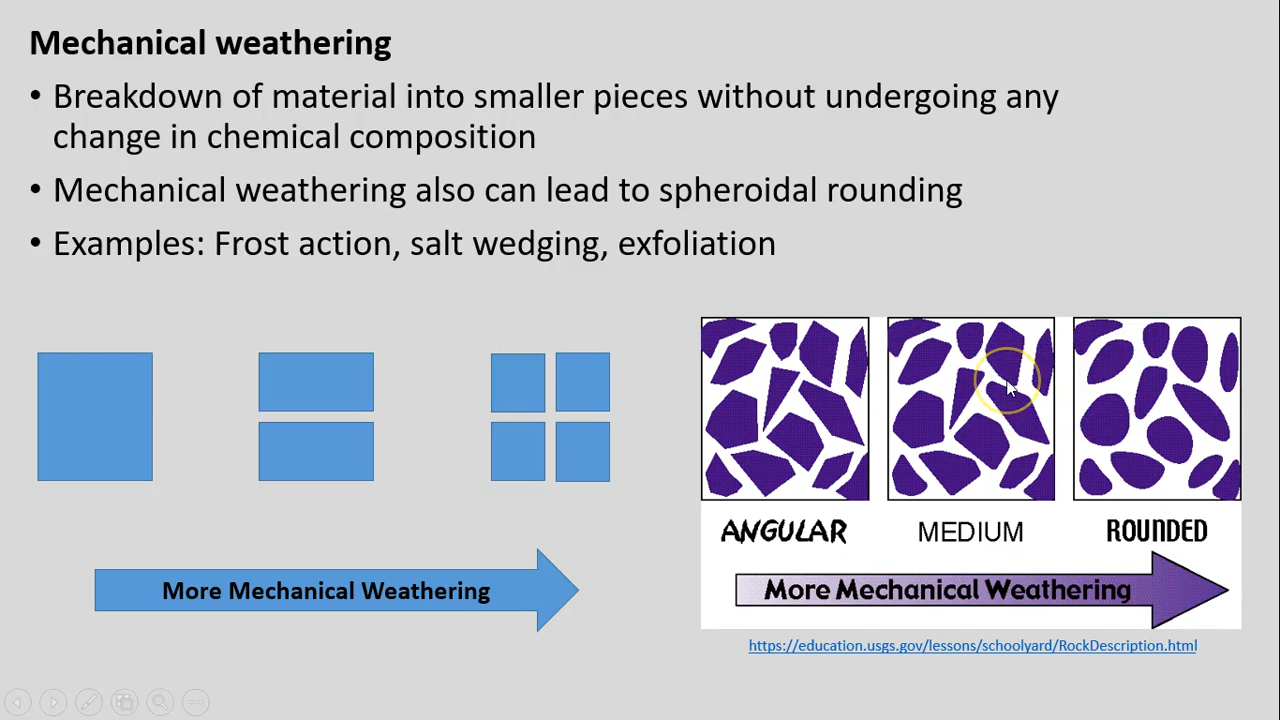 Mechanical weathering
• Breakdown of material into smaller pieces without undergoing any
change in chemical composition
• Mechanical weathering also can lead to spheroidal rounding
• Examples: Frost action, salt wedging, exfoliation
More Mechanical Weathering
ANGULAR MEDIUM ROUNDED
More Mechanical Weathering
https://education.usgs.gov/lessons/schoolyard/RockDescription.html